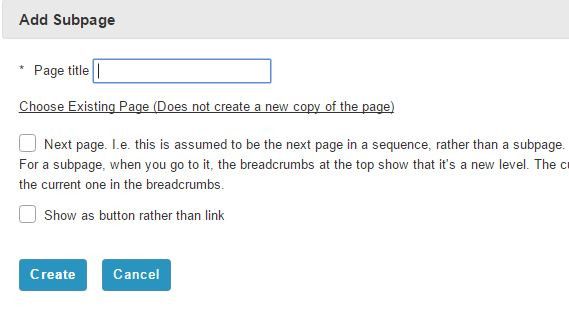 Add Subpage
* Page title
Choose Existing Page (Does not create a new copy of the page)
Next page. I.e. this is assumed to be the next page in a sequence, rather than a subpage.
For a subpage, when you go to it, the breadcrumbs at the top show that it's a new level. The
the current one in the breadcrumbs.
Show as button rather than link
Create Cancel